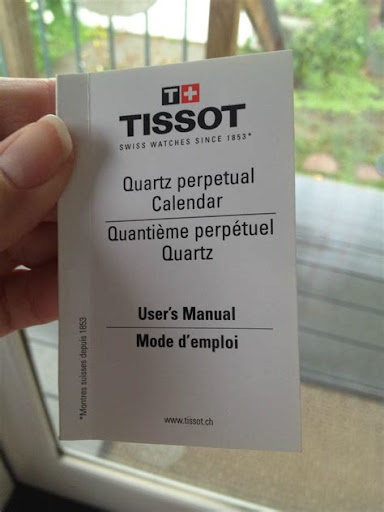 T+
TISSOT
SWISS WATCHES SINCE 1853*
Quartz perpetual
Calendar
Quantième perpétuel
Quartz
User's Manual
Mode d'emploi
*Montres suisses depuis 1853
www.tissot.ch